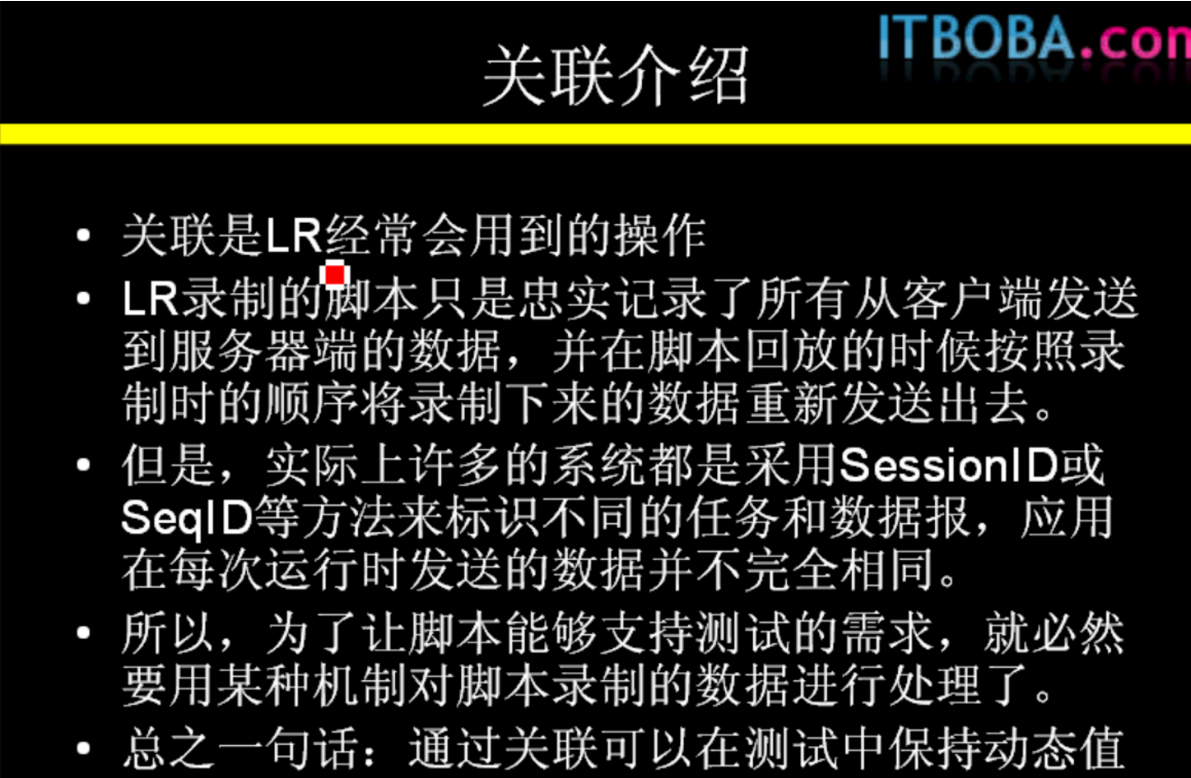 ITBOBA.com
关联介绍
• 关联是LR经常会用到的操作
• LR录制的脚本只是忠实记录了所有从客户端发送
到服务器端的数据，并在脚本回放的时候按照录
制时的顺序将录制下来的数据重新发送出去。
• 但是，实际上许多的系统都是采用SessionID或
SeqID等方法来标识不同的任务和数据报，应用
在每次运行时发送的数据并不完全相同。
• 所以，为了让脚本能够支持测试的需求，就必然
要用某种机制对脚本录制的数据进行处理了。
• 总之一句话：通过关联可以在测试中保持动态值